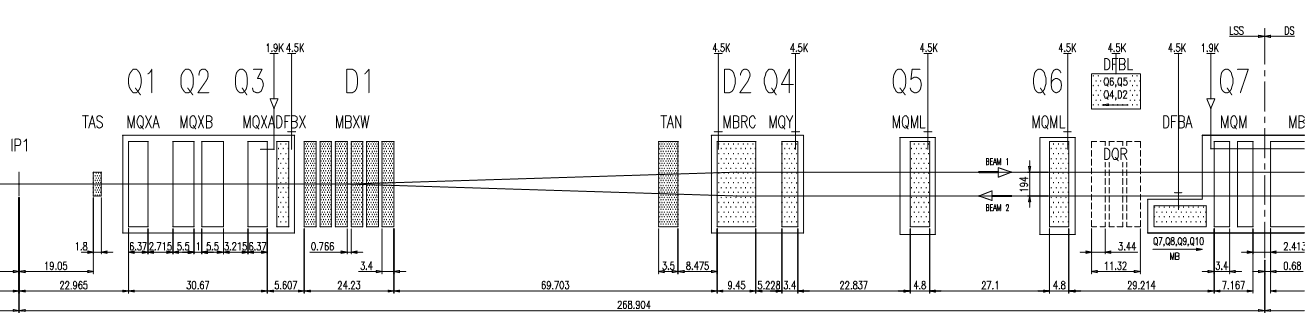 LSS DS
1.9K 4.5K 4.5K 4.5K 4.5K 4.5K 4.5K 4.5K 1.9K
DFBL
Q1 Q2 Q3 D1 D2 Q4 Q5 Q6 Q7
Q6,Q5
Q4,D2
TAS MQXA MQXB MQXA DFBX MBXW TAN MBRC MQY MQML MQML DFBA MQM MB
IP1
DQR
BEAM 1
194
BEAM 2
Q7,Q8,Q9,Q10
MB
1.8 6.37 2.715 5.5 1 5.5 3.215 6.37 0.766 3.44 2.413
19.05 3.4 3.5 8.475 11.32 3.4 0.68
22.965 30.67 5.607 24.23 69.703 9.45 5.228 3.4 22.837 4.8 27.1 4.8 29.214 7.167
268.904